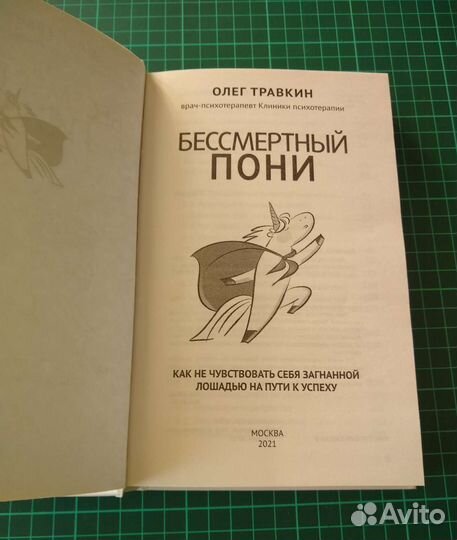 ОЛЕГ ТРАВКИН
врач-психотерапевт Клиники психотерапии
БЕССМЕРТНЫЙ
ПОНИ
КАК НЕ ЧУВСТВОВАТЬ СЕБЯ ЗАГНАННОЙ
ЛОШАДЬЮ НА ПУТИ К УСПЕХУ
МОСКВА
2021
Avito